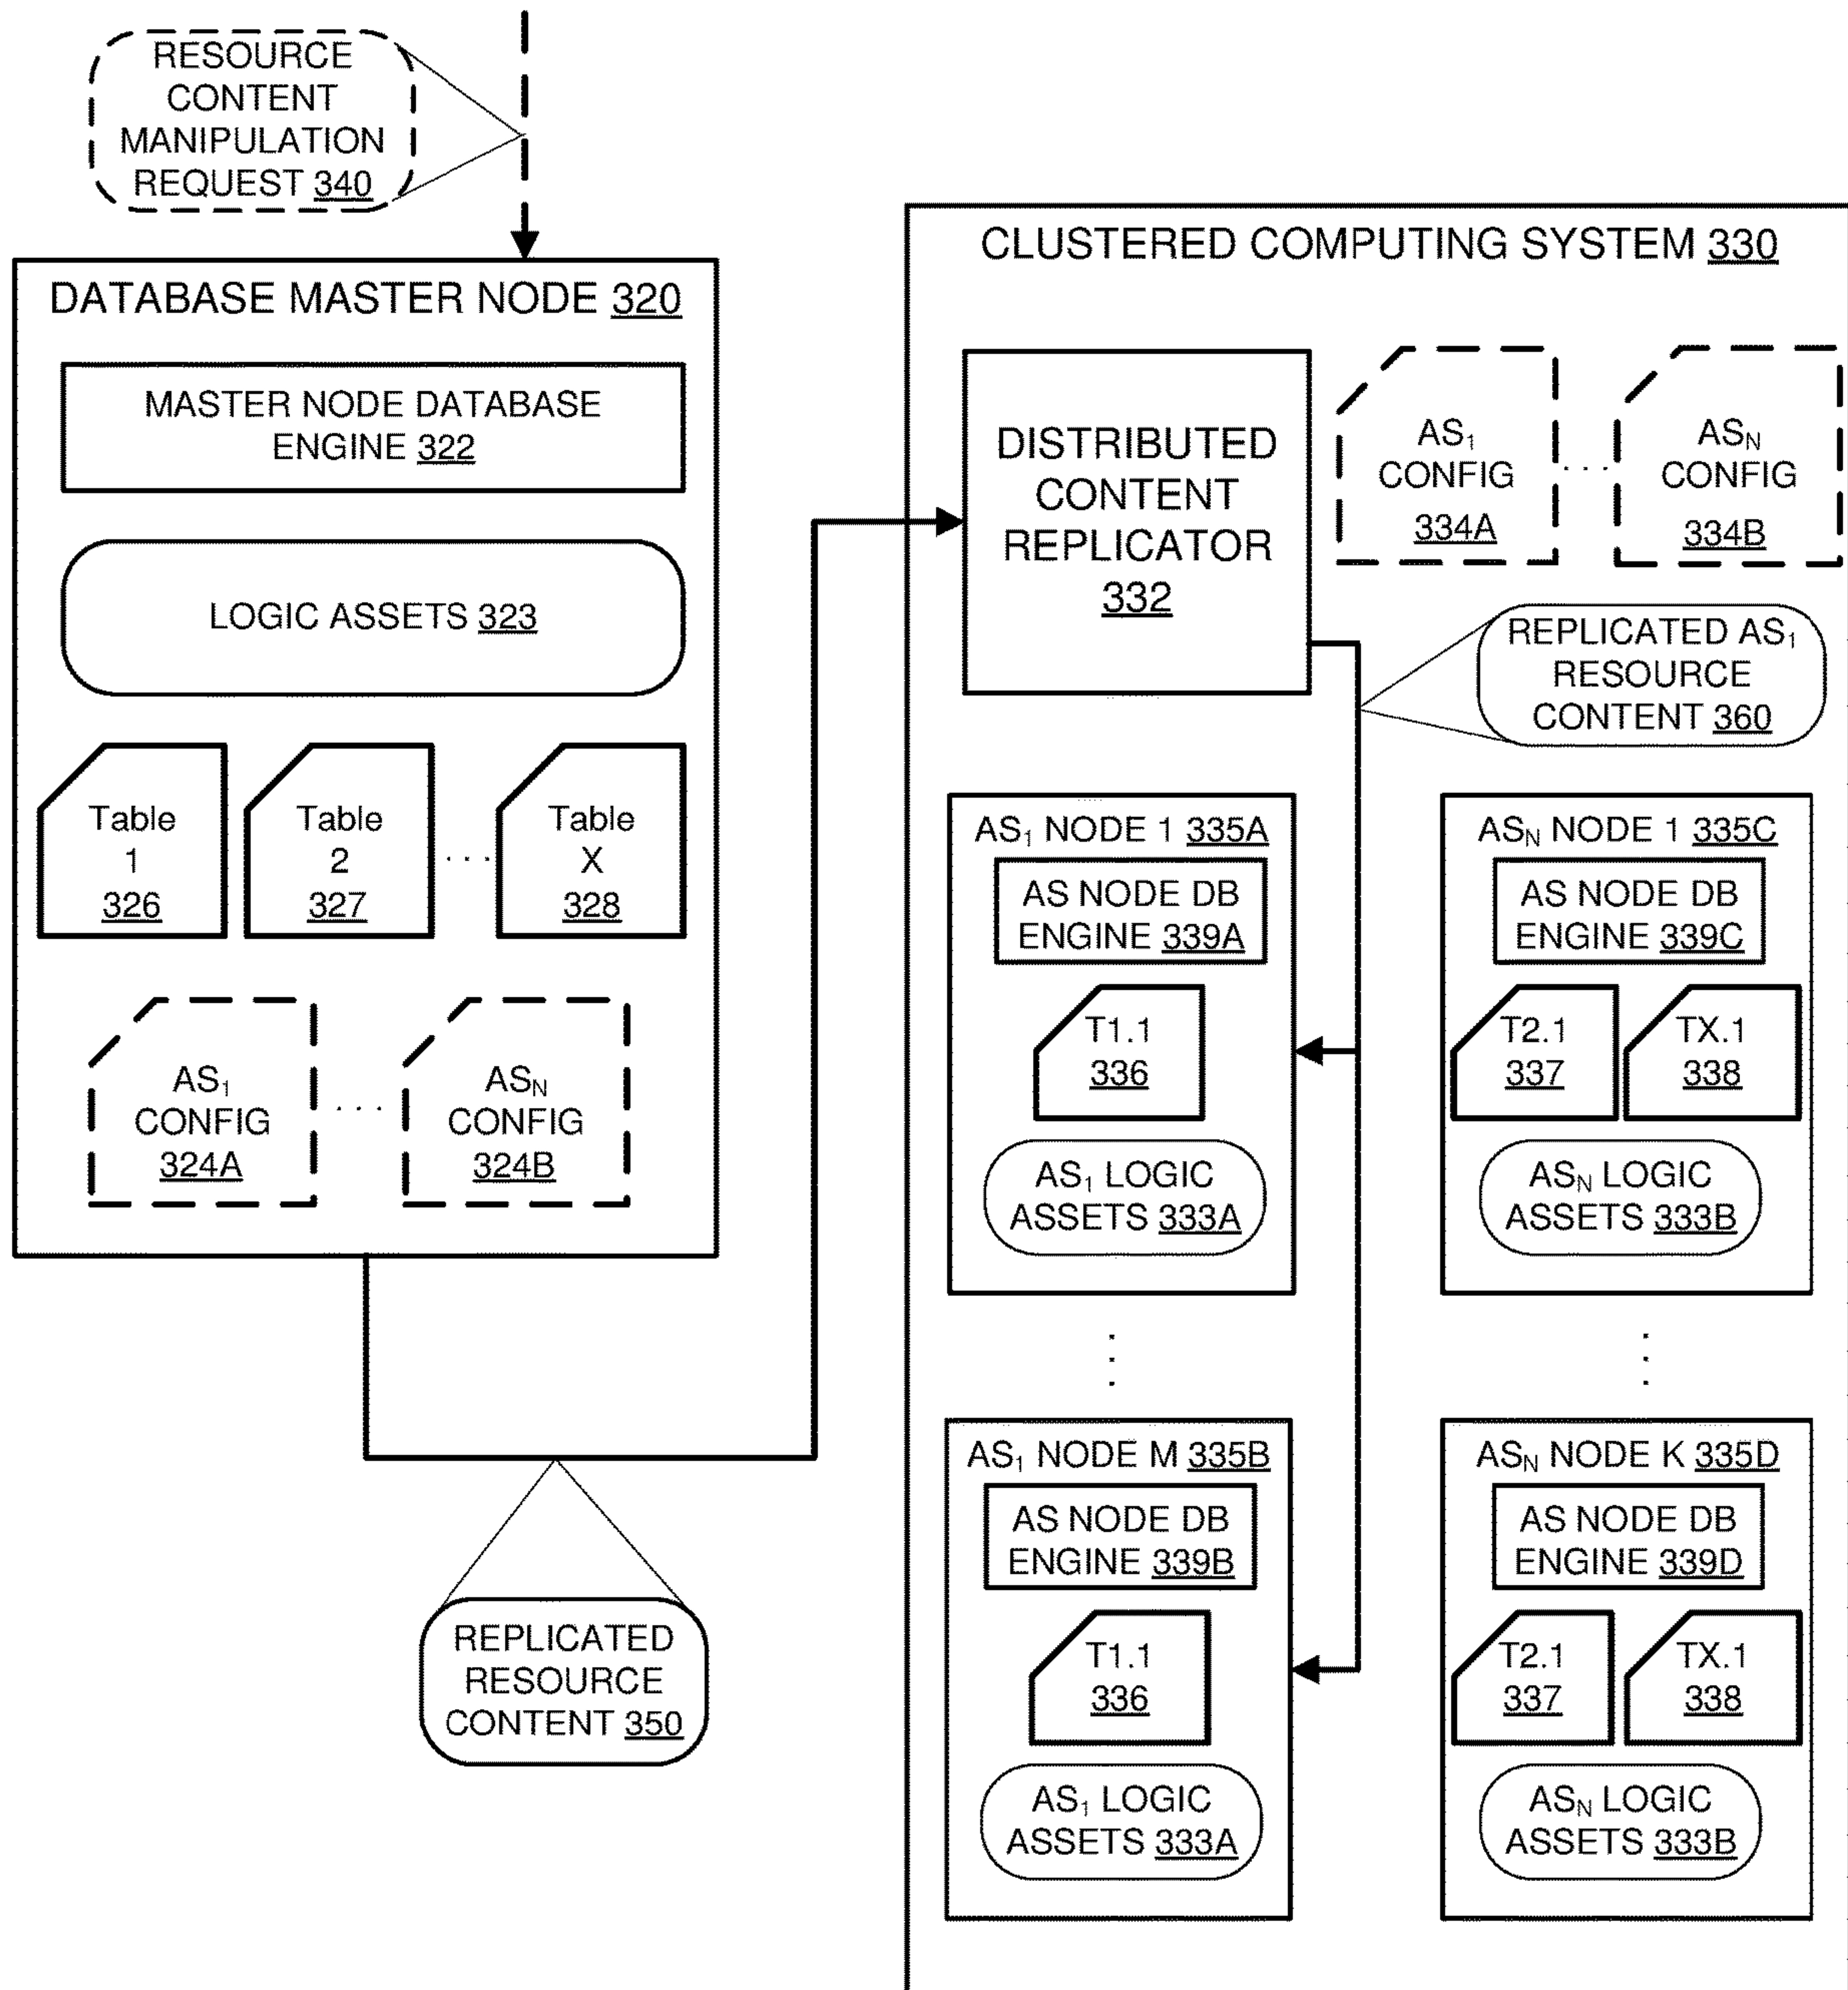 RESOURCE
CONTENT
MANIPULATION
REQUEST 340
DATABASE MASTER NODE 320
MASTER NODE DATABASE
ENGINE 322
LOGIC ASSETS 323
Table
1
326
Table
2
327
. . .
Table
X
328
AS₁
CONFIG
324A
. . .
ASN
CONFIG
324B
REPLICATED
RESOURCE
CONTENT 350
CLUSTERED COMPUTING SYSTEM 330
DISTRIBUTED
CONTENT
REPLICATOR
332
AS₁
CONFIG
334A
. . .
ASN
CONFIG
334B
REPLICATED AS₁
RESOURCE
CONTENT 360
AS₁ NODE 1 335A
AS NODE DB
ENGINE 339A
T1.1
336
AS₁ LOGIC
ASSETS 333A
ASN NODE 1 335C
AS NODE DB
ENGINE 339C
T2.1
337
TX.1
338
ASN LOGIC
ASSETS 333B
AS₁ NODE M 335B
AS NODE DB
ENGINE 339B
T1.1
336
AS₁ LOGIC
ASSETS 333A
ASN NODE K 335D
AS NODE DB
ENGINE 339D
T2.1
337
TX.1
338
ASN LOGIC
ASSETS 333B